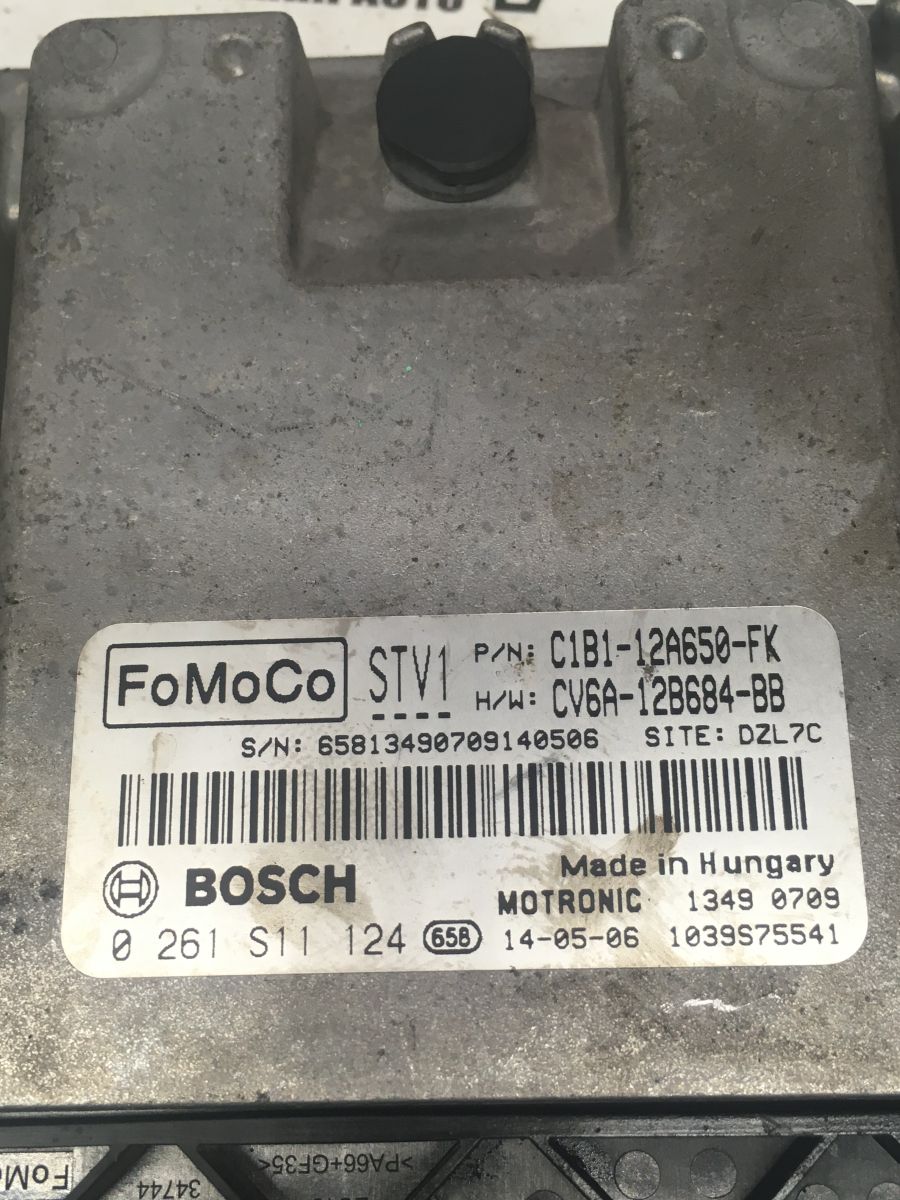 AUTO
FoMoCo STV1 P/N: C1B1-12A650-FK
H/W: CV6A-12B684-BB
S/N: 65813490709140506 SITE: DZL7C
BOSCH Made in Hungary
MOTRONIC 1349 0709
0 261 S11 124 658 14-05-06 1039S75541
>PA66+GF35<
34744